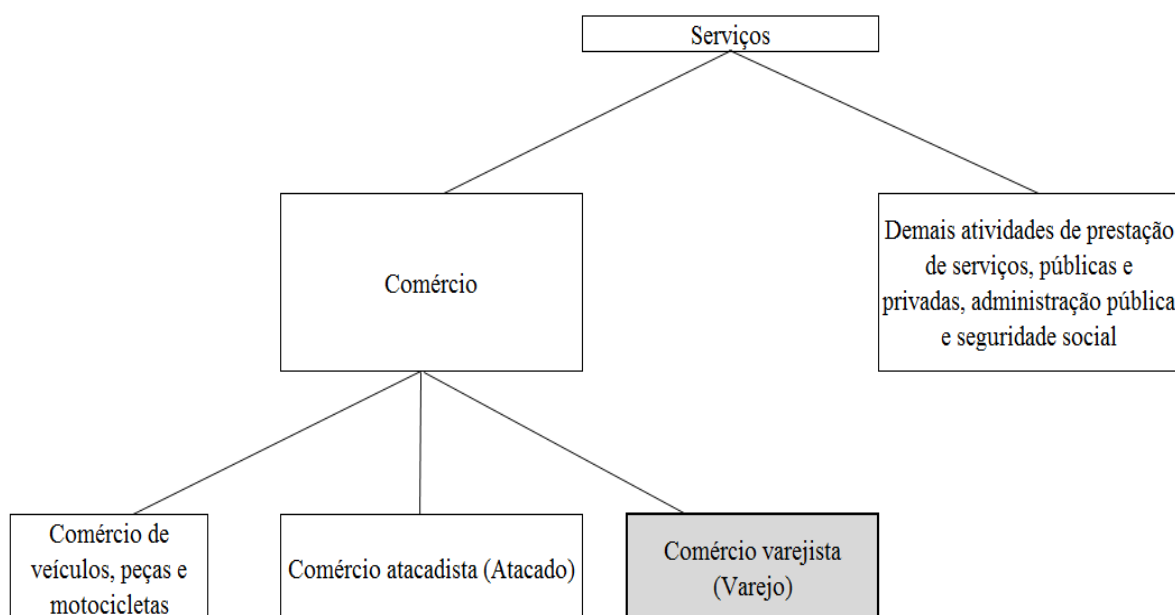 Serviços
Comércio
Demais atividades de prestação
de serviços, públicas e
privadas, administração pública
e seguridade social
Comércio de
veículos, peças e
motocicletas
Comércio atacadista (Atacado)
Comércio varejista
(Varejo)